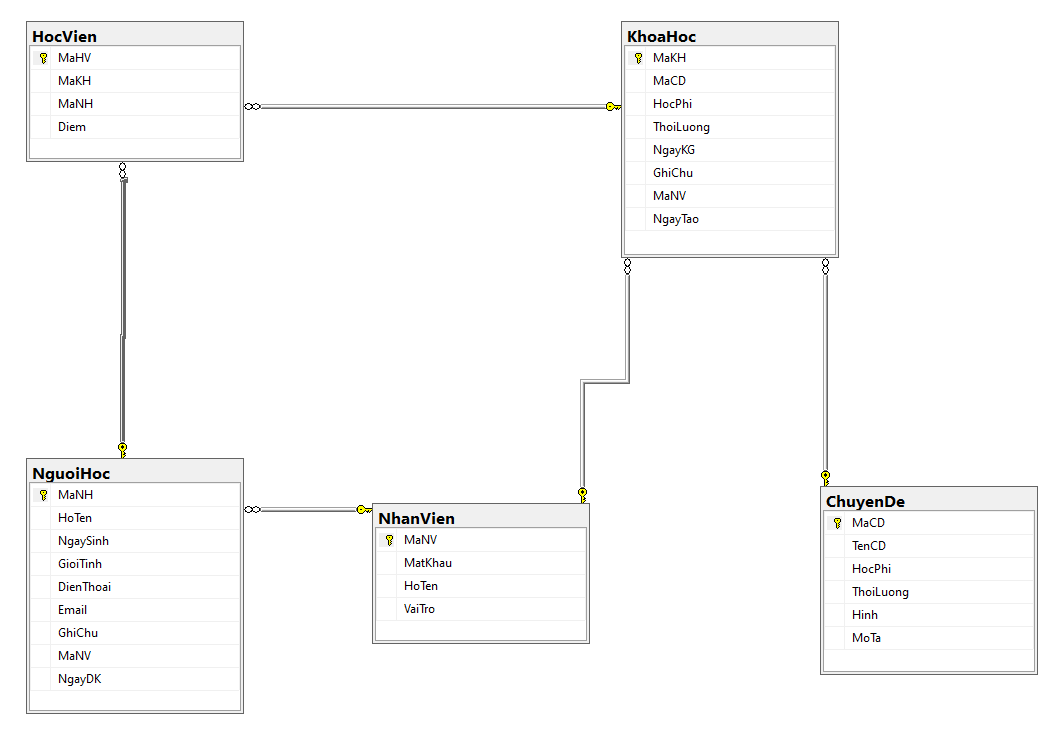 HocVien
MaHV
MaKH
MaNH
Diem
KhoaHoc
MaKH
MaCD
HocPhi
ThoiLuong
NgayKG
GhiChu
MaNV
NgayTao
NguoiHoc
MaNH
HoTen
NgaySinh
GioiTinh
DienThoai
Email
GhiChu
MaNV
NgayDK
NhanVien
MaNV
MatKhau
HoTen
VaiTro
ChuyenDe
MaCD
TenCD
HocPhi
ThoiLuong
Hinh
MoTa